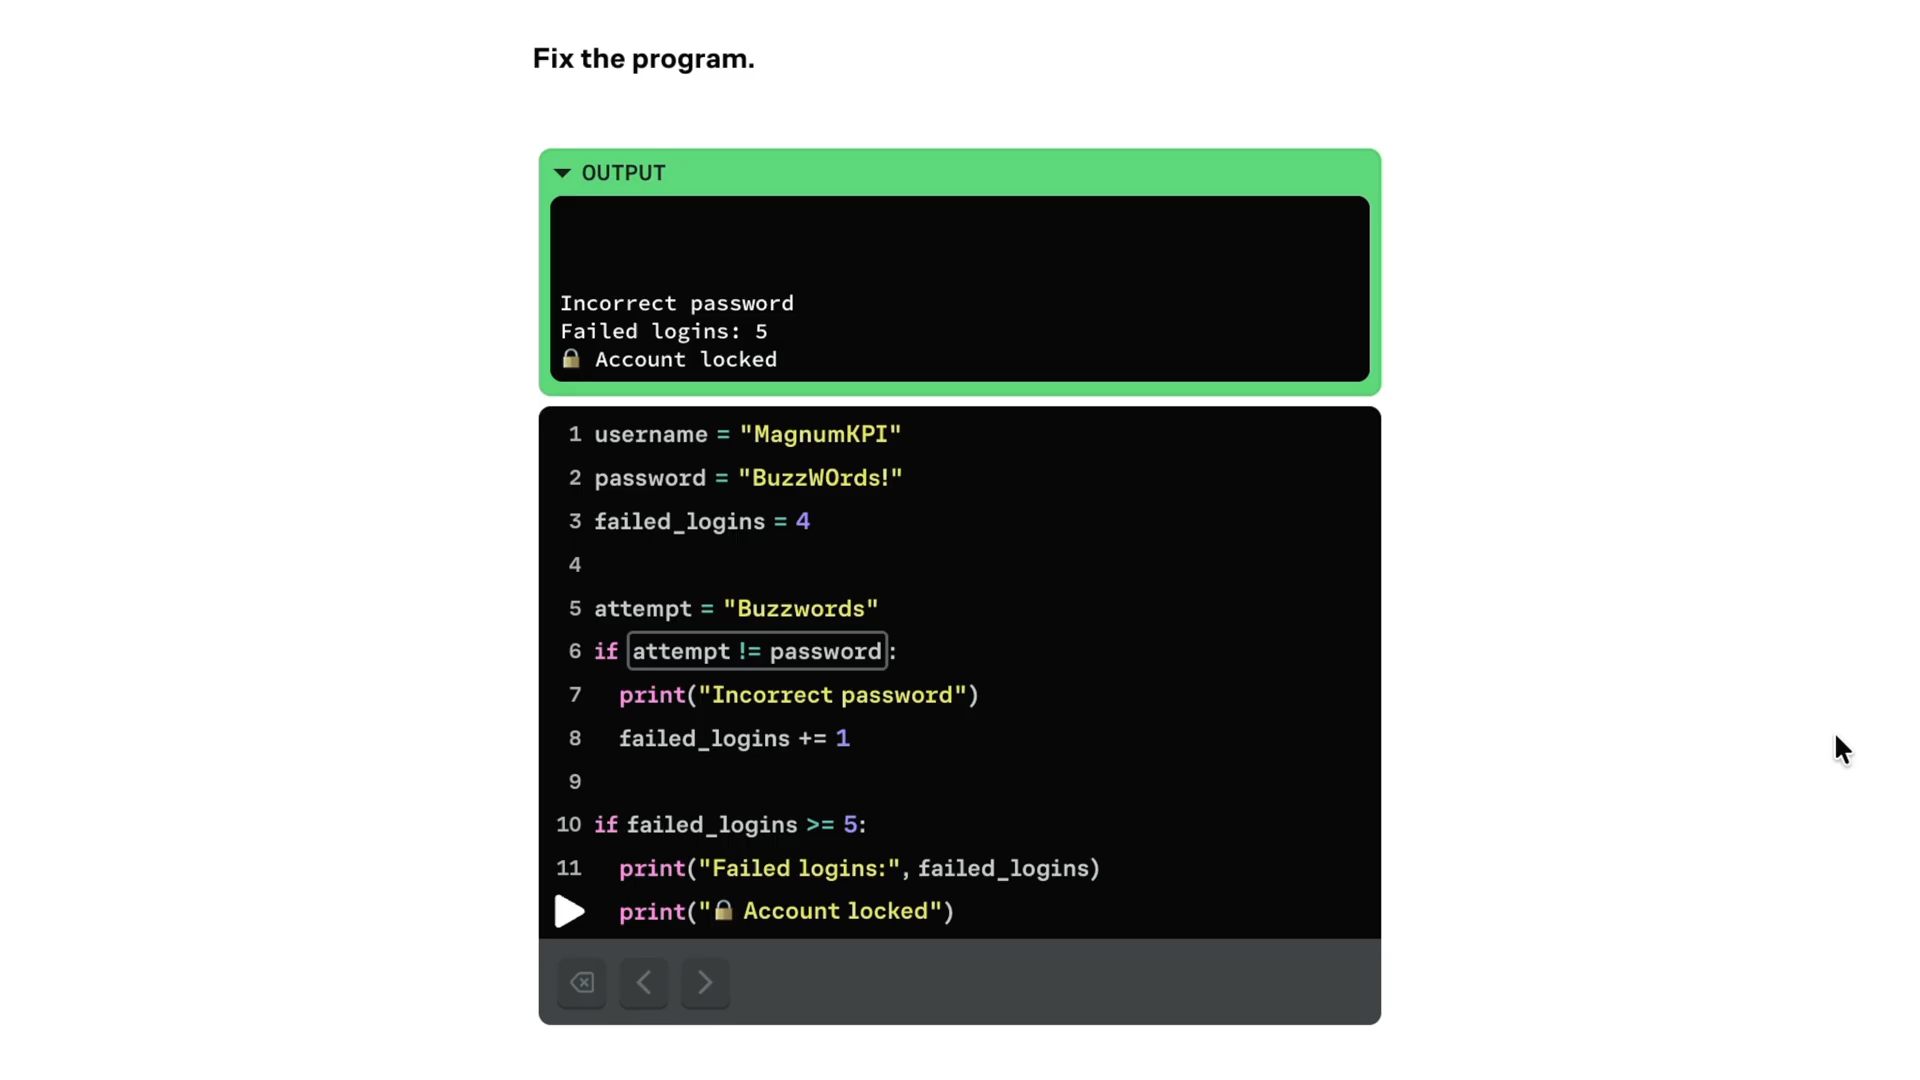 Fix the program.
OUTPUT
Incorrect password
Failed logins: 5
🔒 Account locked
1 username = "MagnumKPI"
2 password = "BuzzWOrds!"
3 failed_logins = 4
4
5 attempt = "Buzzwords"
6 if attempt != password:
7 print("Incorrect password")
8 failed_logins += 1
9
10 if failed_logins >= 5:
11 print("Failed logins:", failed_logins)
print("🔒 Account locked")